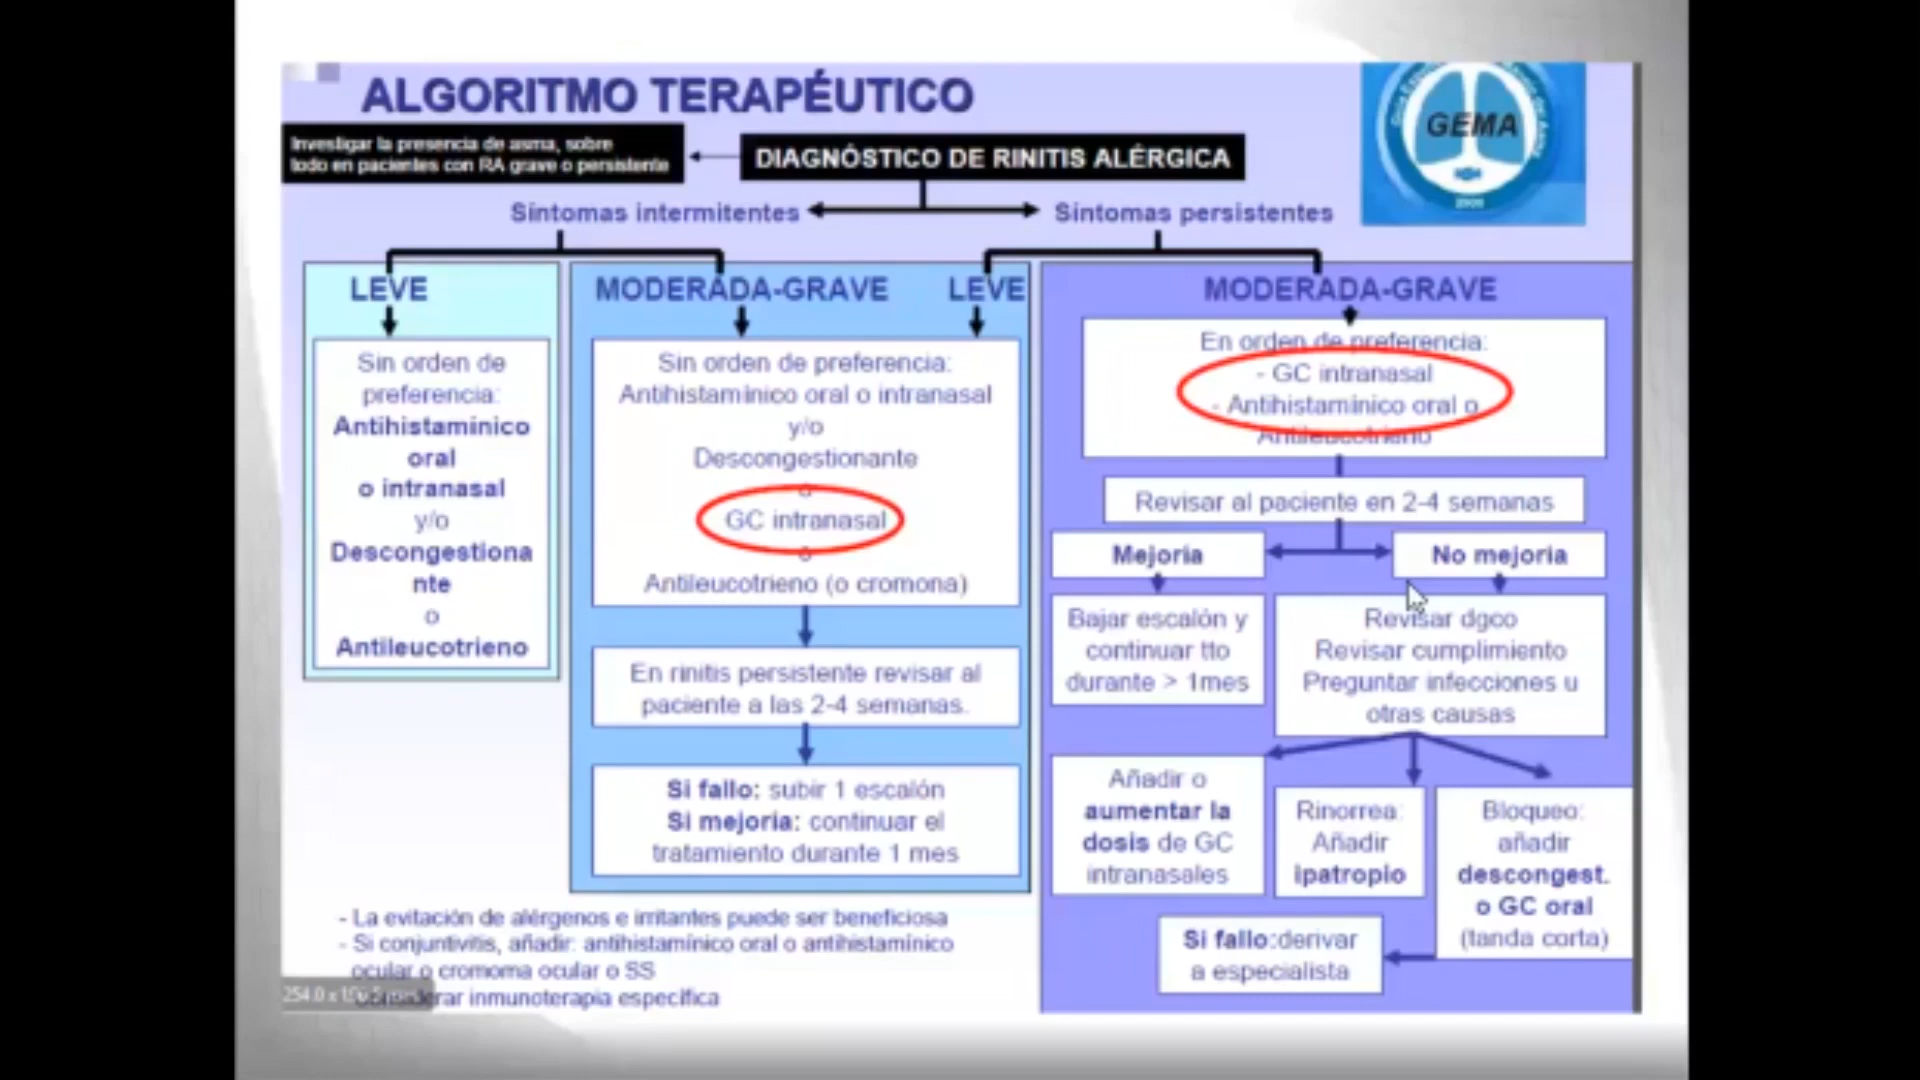 ALGORITMO TERAPÉUTICO
GEMA
2009
Investigar la presencia de asma, sobre
todo en pacientes con RA grave o persistente
DIAGNÓSTICO DE RINITIS ALÉRGICA
Síntomas intermitentes
Síntomas persistentes
LEVE
MODERADA-GRAVE
LEVE
MODERADA-GRAVE
Sin orden de
preferencia:
Antihistamínico
oral
o intranasal
y/o
Descongestiona
nte
o
Antileucotrieno
Sin orden de preferencia:
Antihistamínico oral o intranasal
y/o
Descongestionante
o
GC intranasal
o
Antileucotrieno (o cromona)
En rinitis persistente revisar al
paciente a las 2-4 semanas.
Si fallo: subir 1 escalón
Si mejoría: continuar el
tratamiento durante 1 mes
En orden de preferencia:
- GC intranasal
- Antihistamínico oral o
Antileucotrieno
Revisar al paciente en 2-4 semanas
Mejoría
No mejoría
Bajar escalón y
continuar tto
durante > 1mes
Revisar dgco
Revisar cumplimiento
Preguntar infecciones u
otras causas
Añadir o
aumentar la
dosis de GC
intranasales
Rinorrea:
Añadir
ipatropio
Bloqueo:
añadir
descongest.
o GC oral
(tanda corta)
Si fallo:derivar
a especialista
- La evitación de alérgenos e irritantes puede ser beneficiosa
- Si conjuntivitis, añadir: antihistamínico oral o antihistamínico
ocular o cromoma ocular o SS
inmunoterapia específica
254.0 x